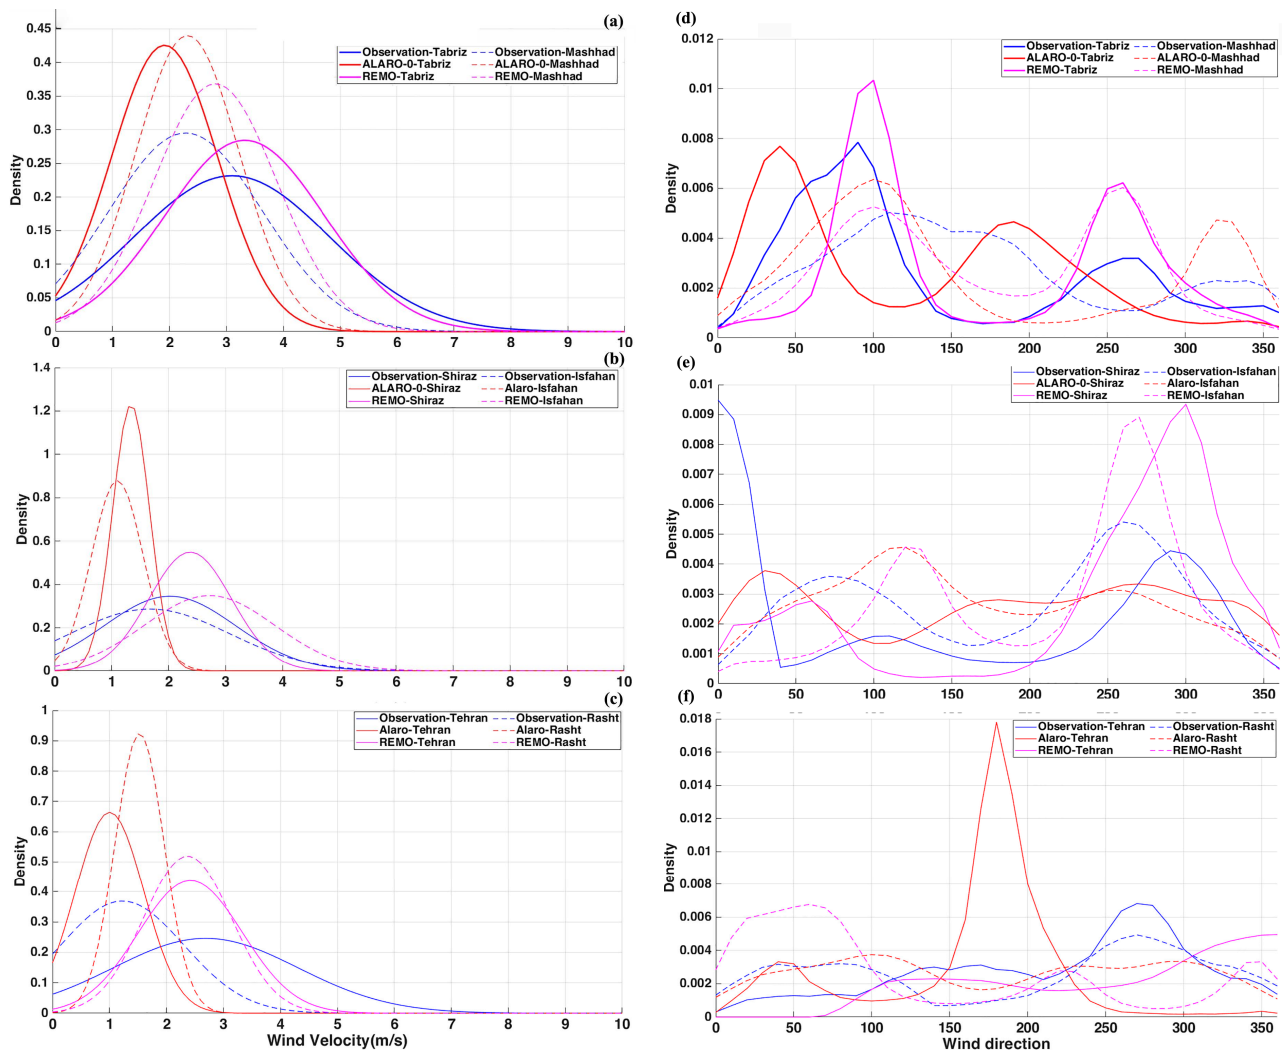 (a)
0.45
0.4
0.35
0.3
0.25
0.2
0.15
0.1
0.05
0
Density
Observation-Tabriz Observation-Mashhad
ALARO-0-Tabriz ALARO-0-Mashhad
REMO-Tabriz REMO-Mashhad
0 1 2 3 4 5 6 7 8 9 10
(b)
1.4
1.2
1
0.8
0.6
0.4
0.2
0
Density
Observation-Shiraz Observation-Isfahan
ALARO-0-Shiraz Alaro-Isfahan
REMO-Shiraz REMO-Isfahan
0 1 2 3 4 5 6 7 8 9 10
(c)
1
0.9
0.8
0.7
0.6
0.5
0.4
0.3
0.2
0.1
0
Density
Observation-Tehran Observation-Rasht
Alaro-Tehran Alaro-Rasht
REMO-Tehran REMO-Rasht
0 1 2 3 4 5 6 7 8 9 10
Wind Velocity(m/s)
(d)
0.012
0.01
0.008
0.006
0.004
0.002
0
Density
Observation-Tabriz Observation-Mashhad
ALARO-0-Tabriz ALARO-0-Mashhad
REMO-Tabriz REMO-Mashhad
0 50 100 150 200 250 300 350
(e)
0.01
0.009
0.008
0.007
0.006
0.005
0.004
0.003
0.002
0.001
0
Density
Observation-Shiraz Observation-Isfahan
ALARO-0-Shiraz Alaro-Isfahan
REMO-Shiraz REMO-Isfahan
0 50 100 150 200 250 300 350
(f)
0.018
0.016
0.014
0.012
0.01
0.008
0.006
0.004
0.002
0
Density
Observation-Tehran Observation-Rasht
Alaro-Tehran Alaro-Rasht
REMO-Tehran REMO-Rasht
0 50 100 150 200 250 300 350
Wind direction